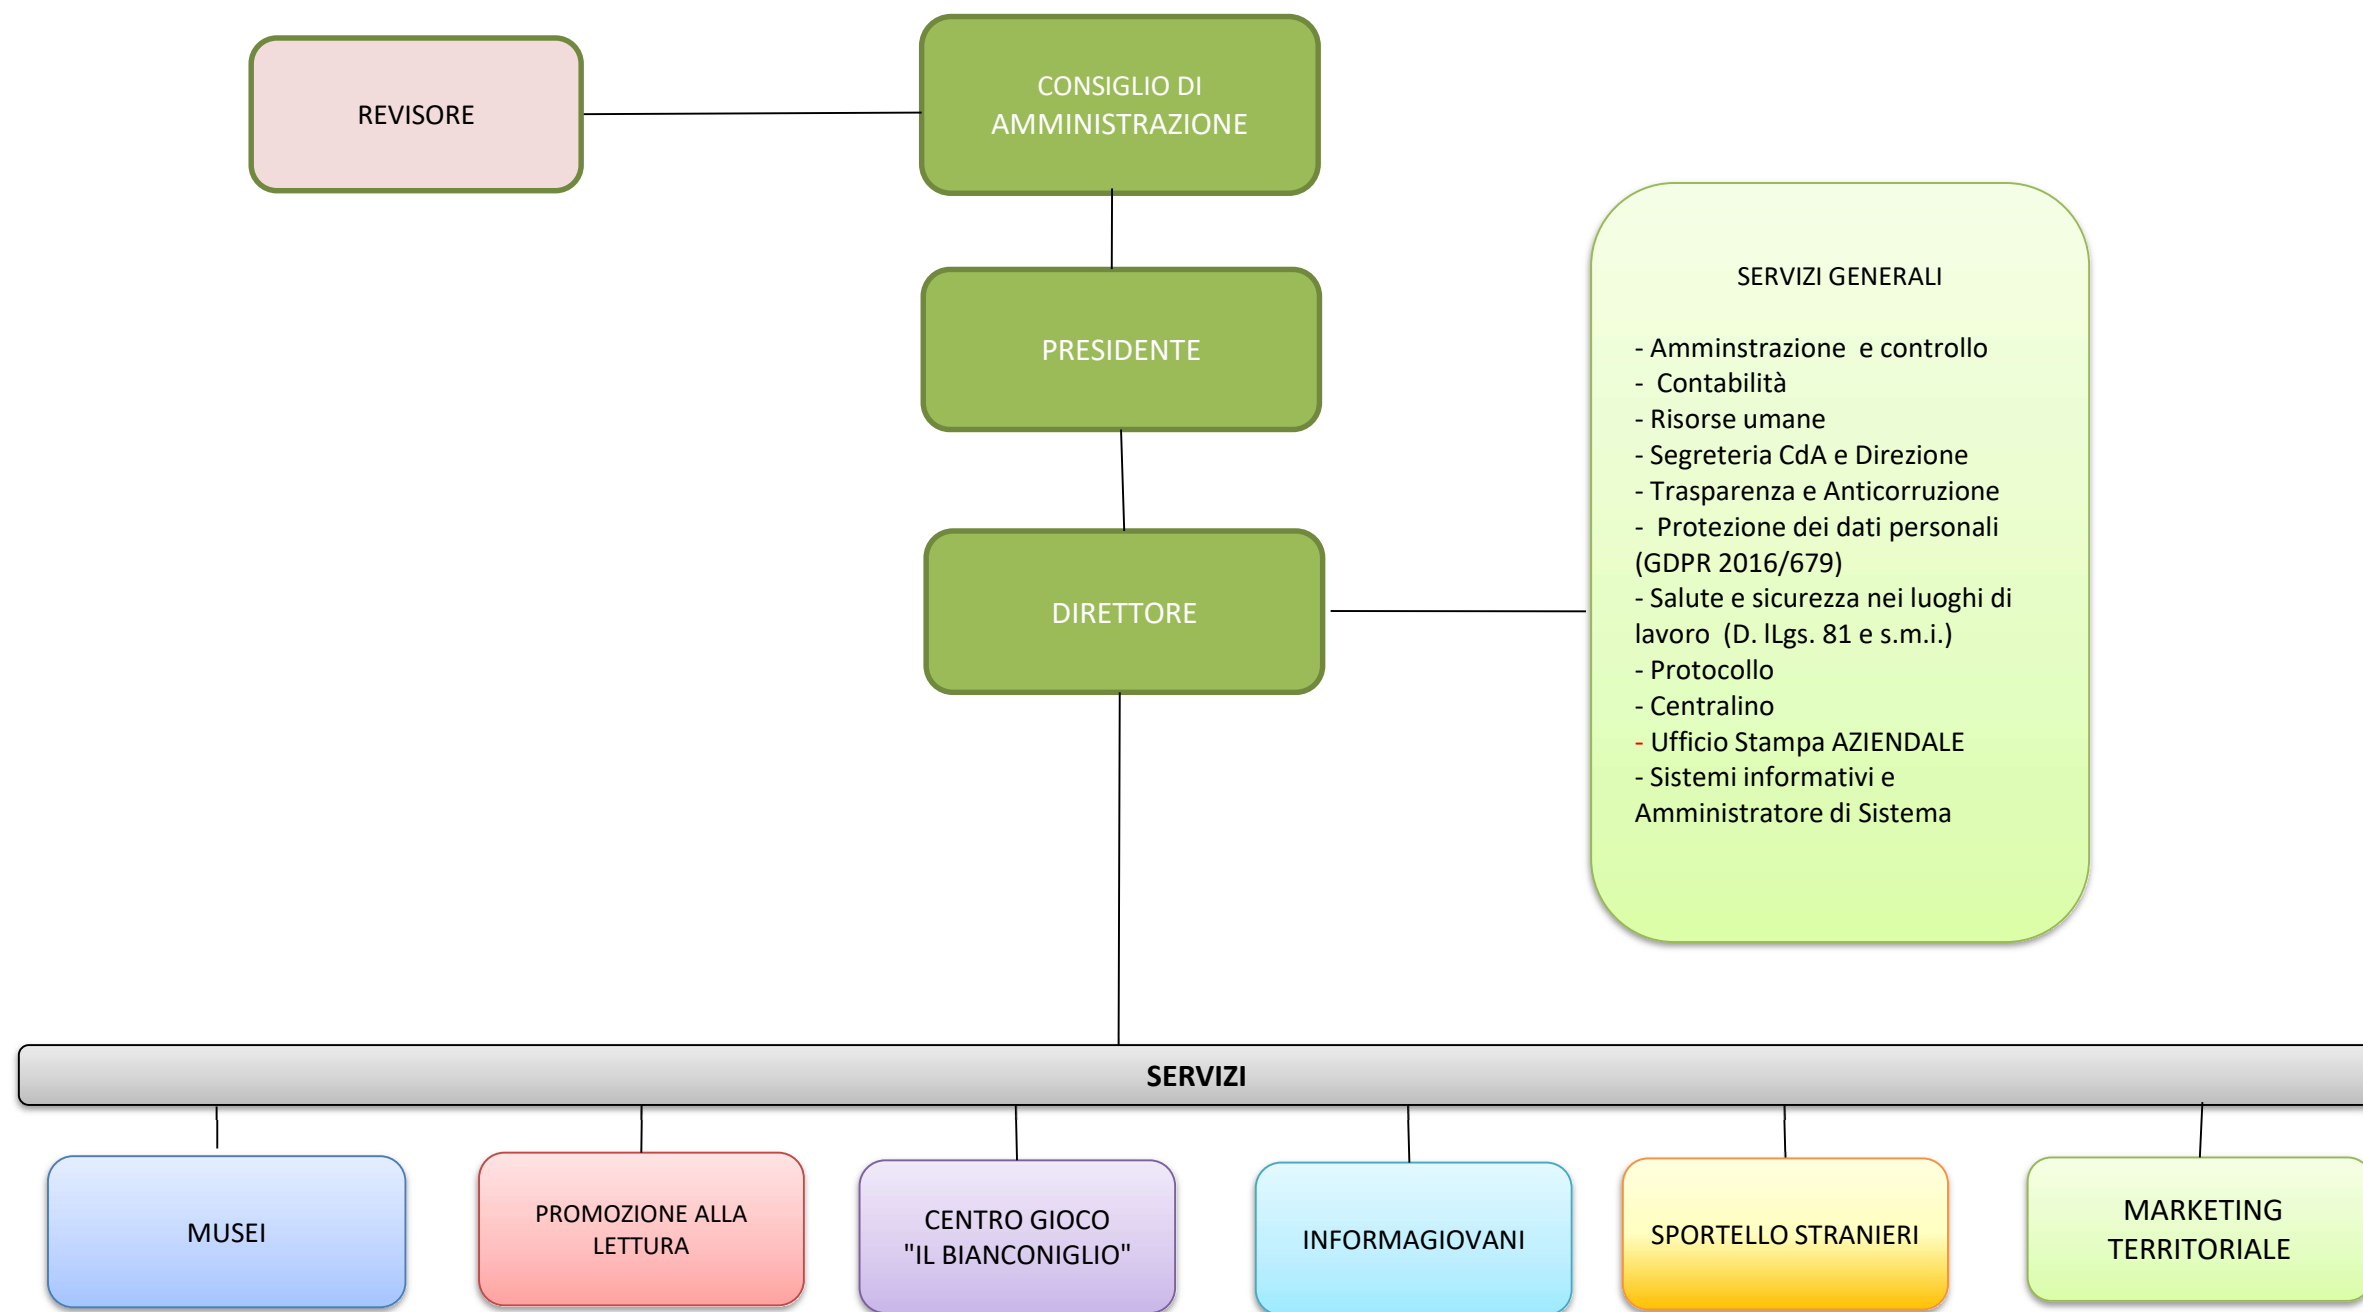 REVISORE
CONSIGLIO DI
AMMINISTRAZIONE
PRESIDENTE
DIRETTORE
SERVIZI GENERALI
- Amminstrazione  e controllo
-  Contabilità
- Risorse umane
- Segreteria CdA e Direzione
- Trasparenza e Anticorruzione
-  Protezione dei dati personali
(GDPR 2016/679)
- Salute e sicurezza nei luoghi di
lavoro  (D. lLgs. 81 e s.m.i.)
- Protocollo
- Centralino
- Ufficio Stampa AZIENDALE
- Sistemi informativi e
Amministratore di Sistema
SERVIZI
MUSEI
PROMOZIONE ALLA
LETTURA
CENTRO GIOCO
"IL BIANCONIGLIO"
INFORMAGIOVANI
SPORTELLO STRANIERI
MARKETING
TERRITORIALE